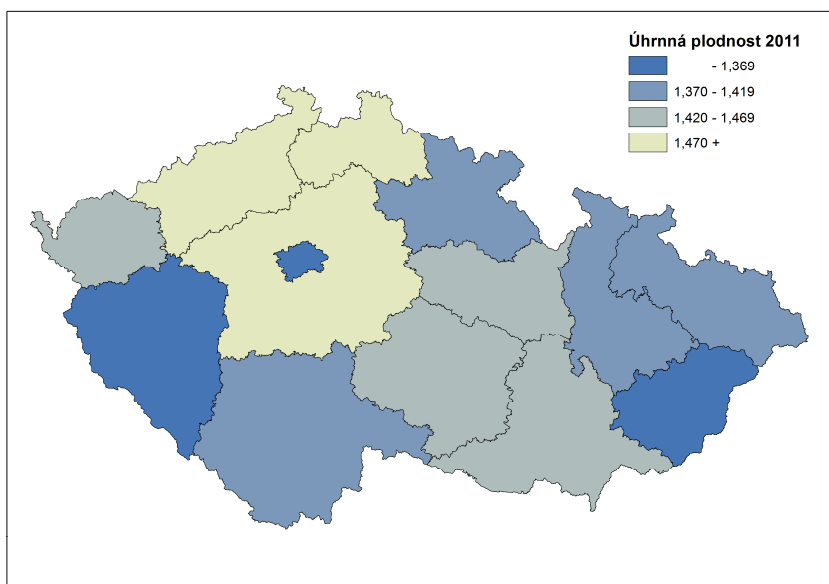 Úhrnná plodnost 2011
- 1,369
1,370 - 1,419
1,420 - 1,469
1,470 +